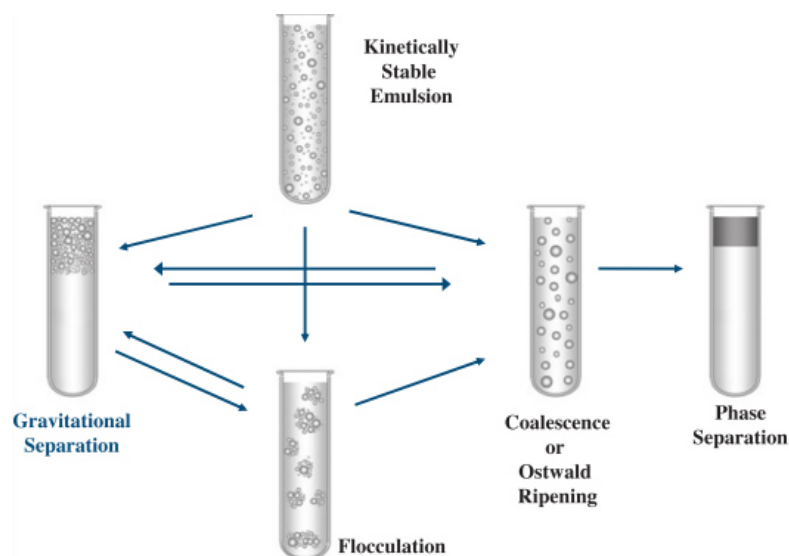 Kinetically
Stable
Emulsion
Gravitational
Separation
Flocculation
Coalescence
or
Ostwald
Ripening
Phase
Separation